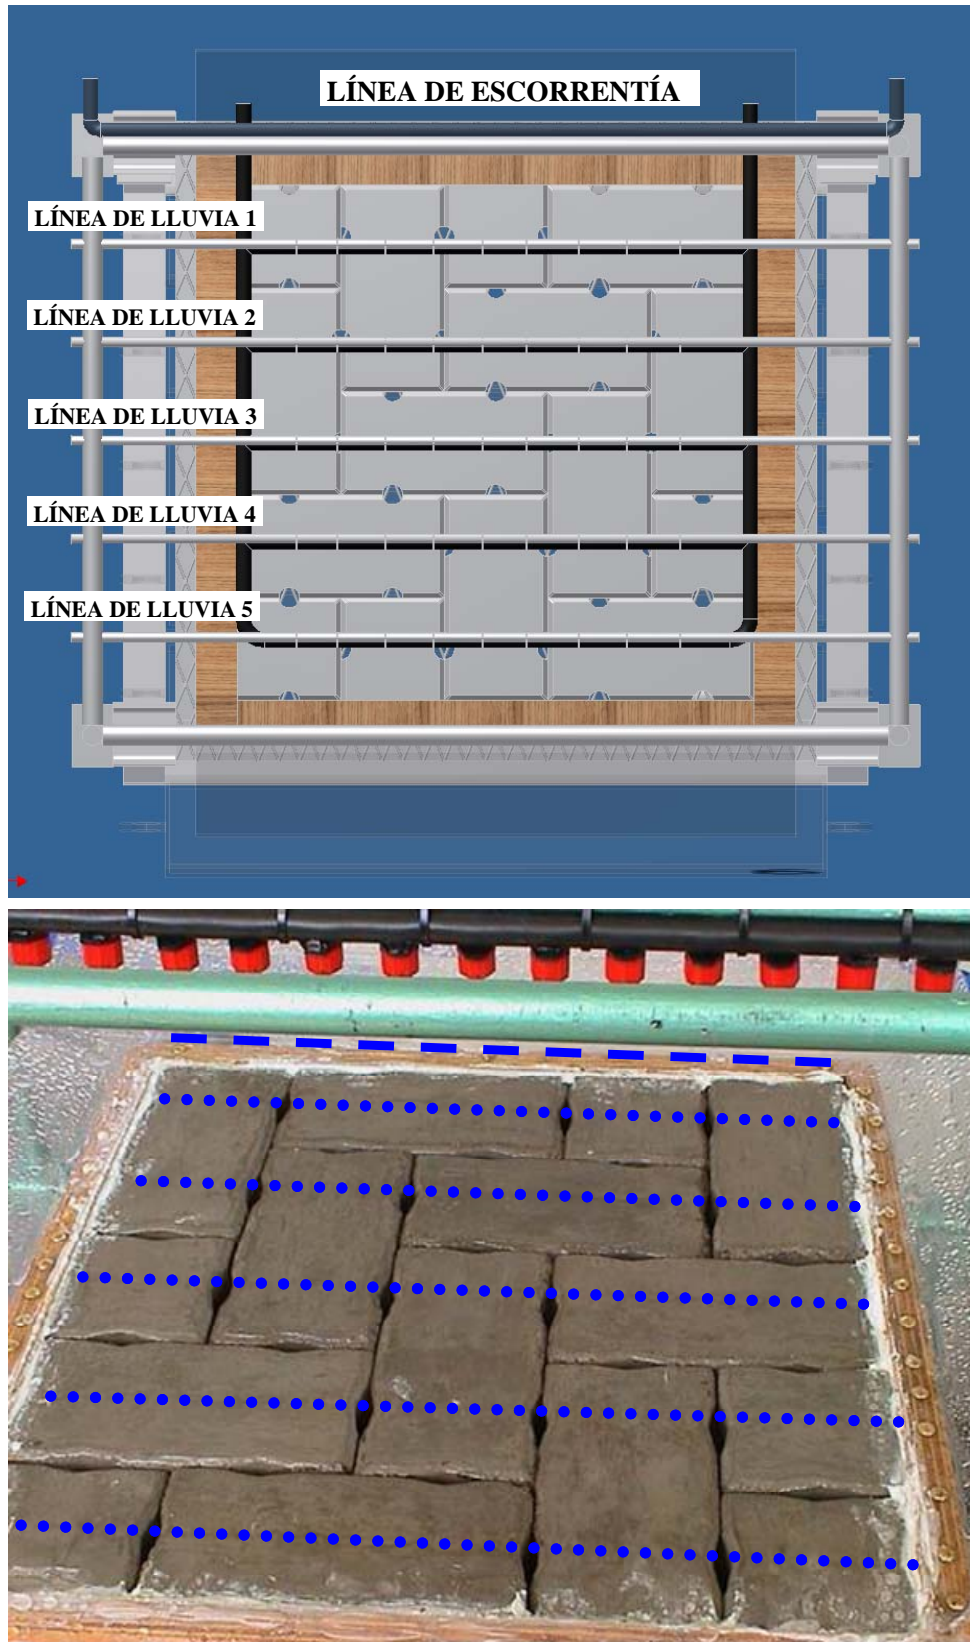 LÍNEA DE ESCORRENTÍA
LÍNEA DE LLUVIA 1
LÍNEA DE LLUVIA 2
LÍNEA DE LLUVIA 3
LÍNEA DE LLUVIA 4
LÍNEA DE LLUVIA 5